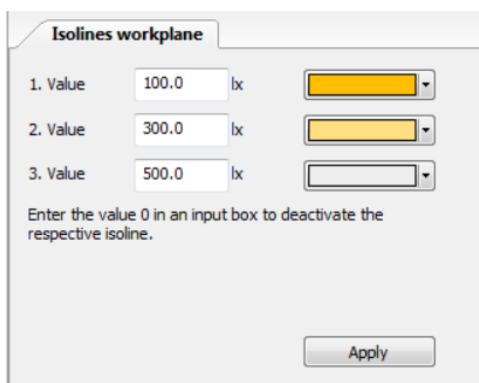 Isolines workplane
1. Value 100.0 lx
2. Value 300.0 lx
3. Value 500.0 lx
Enter the value 0 in an input box to deactivate the
respective isoline.
Apply